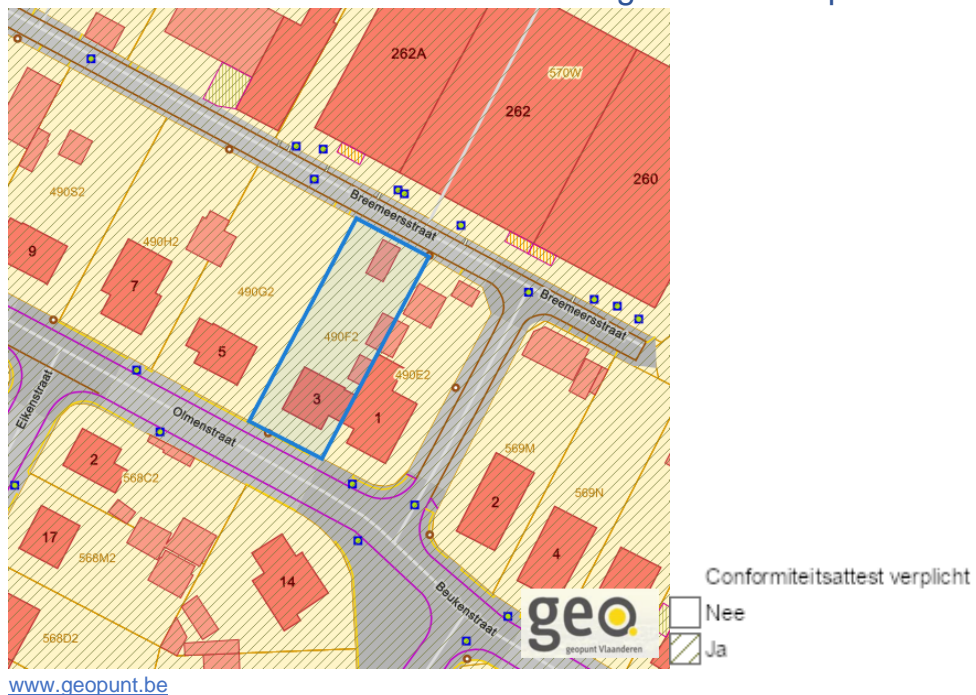 262A
570W
262
260
490S2
Breemeersstraat
9
490H2
7
490G2
5
490F2
3
490E2
1
Breemeersstraat
Eikenstraat
Olmenstraat
2
568C2
17
568M2
14
568D2
569M
2
569N
4
Beukenstraat
geo.
geopunt Vlaanderen
Conformiteitsattest verplicht
Nee
Ja
www.geopunt.be